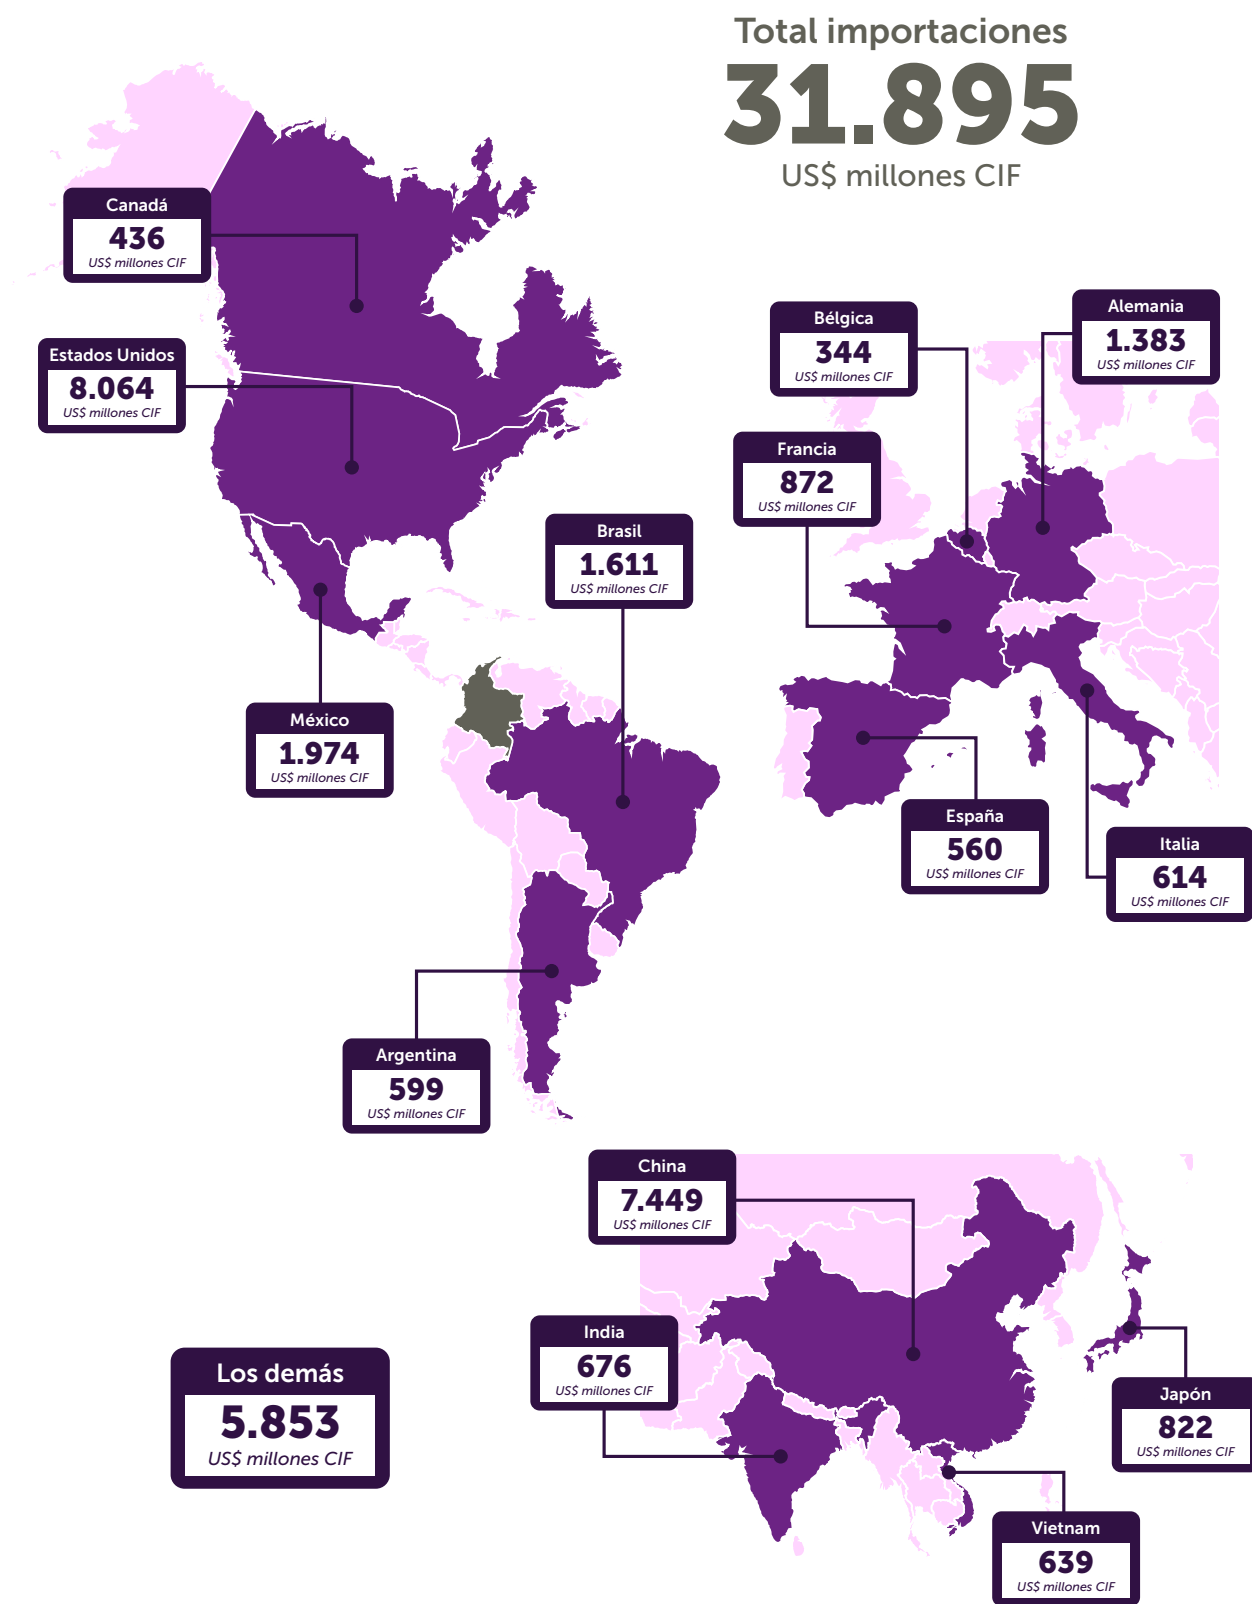 Total importaciones
31.895
US$ millones CIF
Canadá
436
US$ millones CIF
Estados Unidos
8.064
US$ millones CIF
Bélgica
344
US$ millones CIF
Alemania
1.383
US$ millones CIF
Francia
872
US$ millones CIF
Brasil
1.611
US$ millones CIF
México
1.974
US$ millones CIF
España
560
US$ millones CIF
Italia
614
US$ millones CIF
Argentina
599
US$ millones CIF
China
7.449
US$ millones CIF
India
676
US$ millones CIF
Los demás
5.853
US$ millones CIF
Japón
822
US$ millones CIF
Vietnam
639
US$ millones CIF